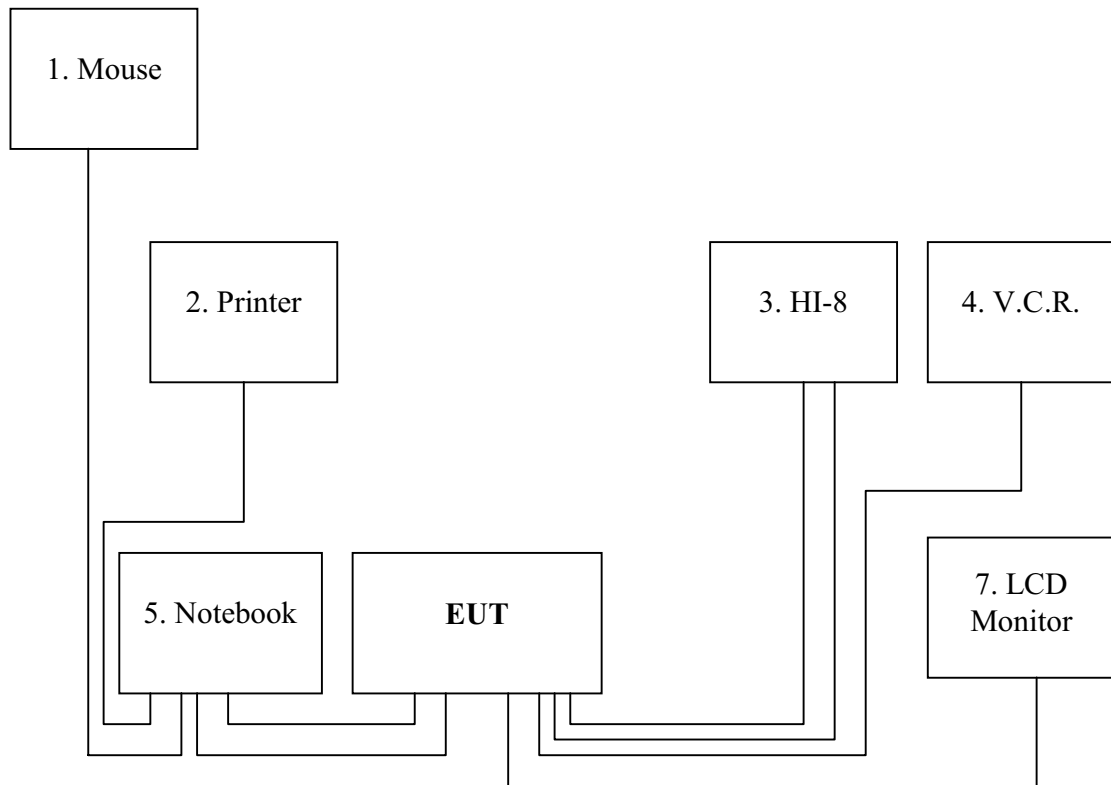 1. Mouse
2. Printer
3. HI-8
4. V.C.R.
5. Notebook
EUT
7. LCD
Monitor